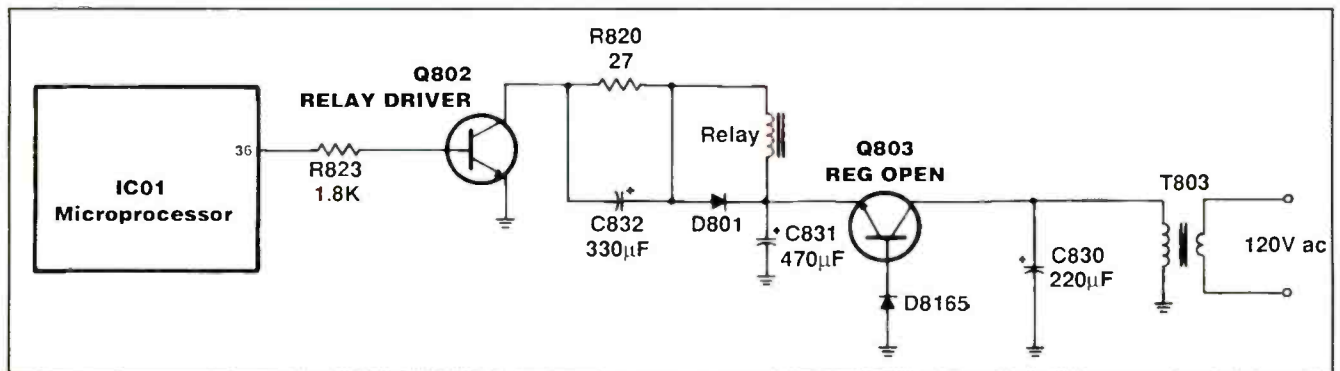 IC01
Microprocessor
36
R823
1.8K
Q802
RELAY DRIVER
R820
27
C832
330μF
D801
Relay
C831
470μF
Q803
REG OPEN
D8165
C830
220μF
T803
120V ac